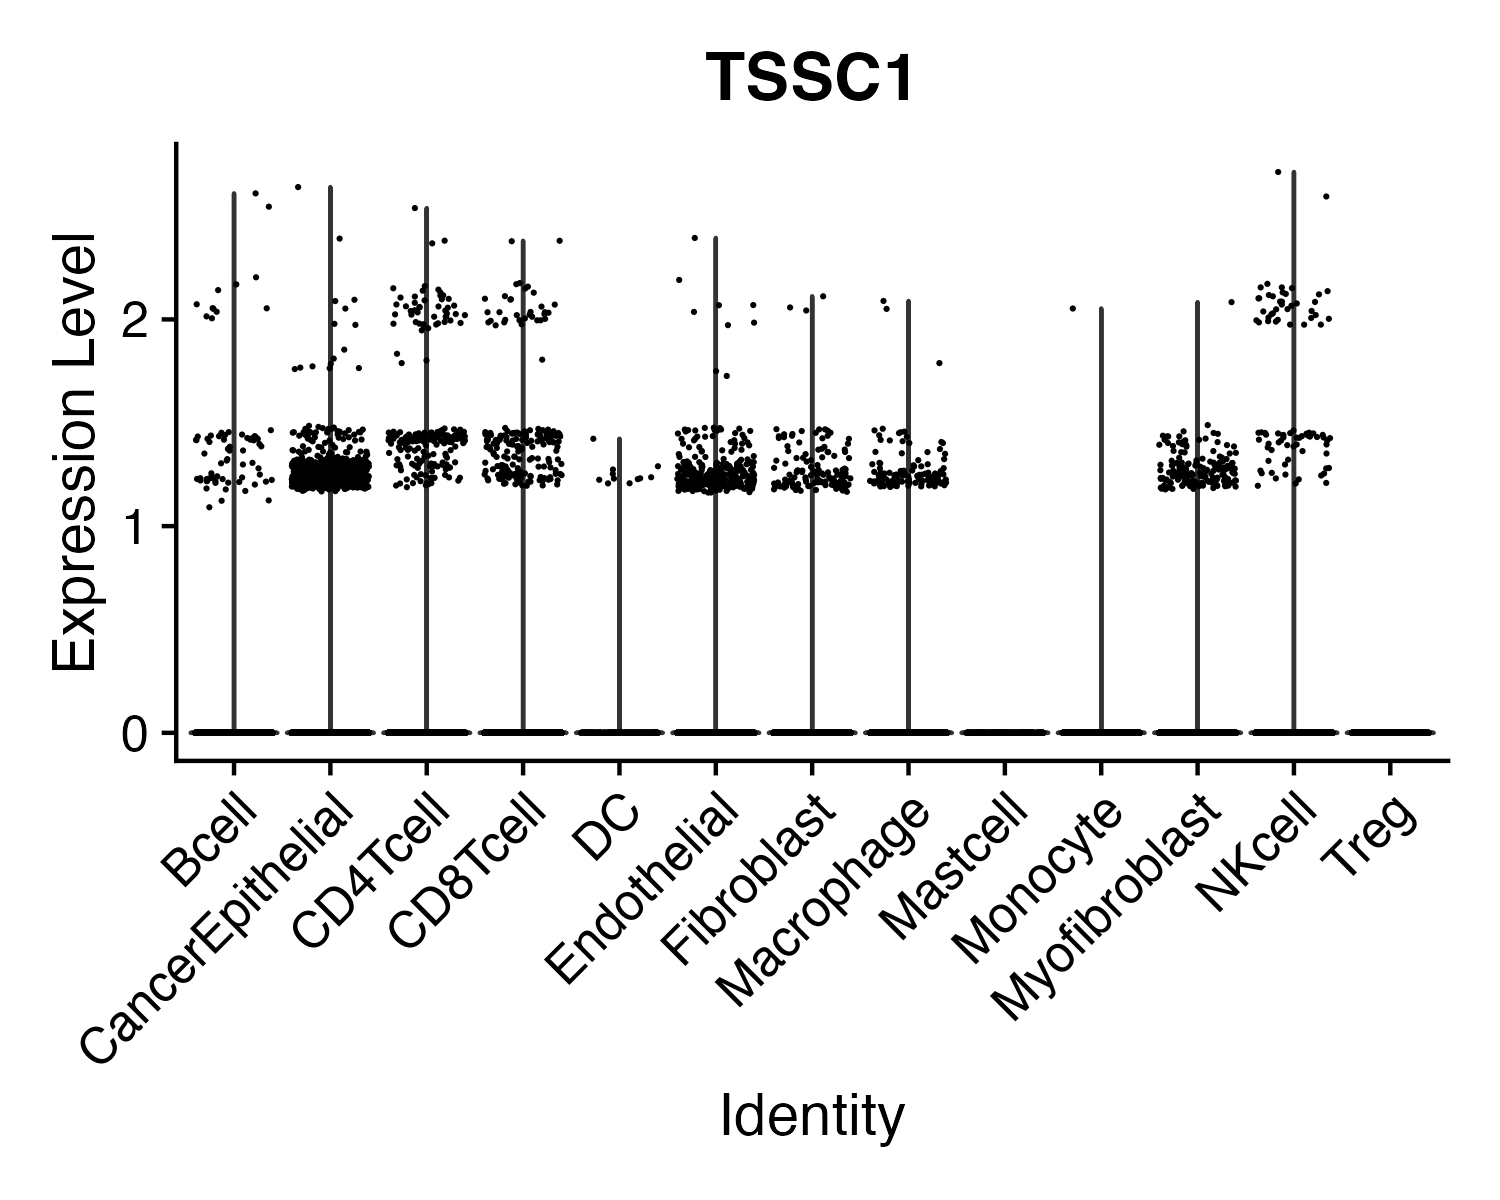 TSSC1
Expression Level
2
1
0
Bcell
CancerEpithelial
CD4Tcell
CD8Tcell
DC
Endothelial
Fibroblast
Macrophage
Mastcell
Monocyte
Myofibroblast
NKcell
Treg
Identity